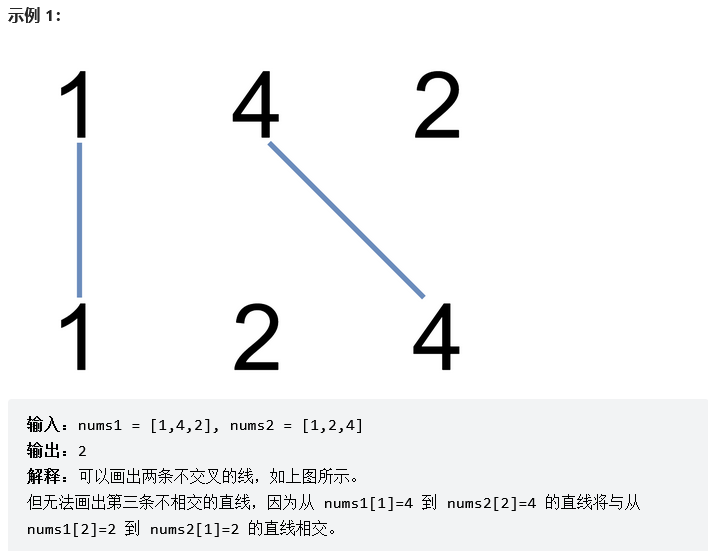 示例 1：
1 4 2
1 2 4
输入：nums1 = [1,4,2], nums2 = [1,2,4]
输出：2
解释：可以画出两条不交叉的线，如上图所示。
但无法画出第三条不相交的直线，因为从 nums1[1]=4 到 nums2[2]=4 的直线将与从
nums1[2]=2 到 nums2[1]=2 的直线相交。